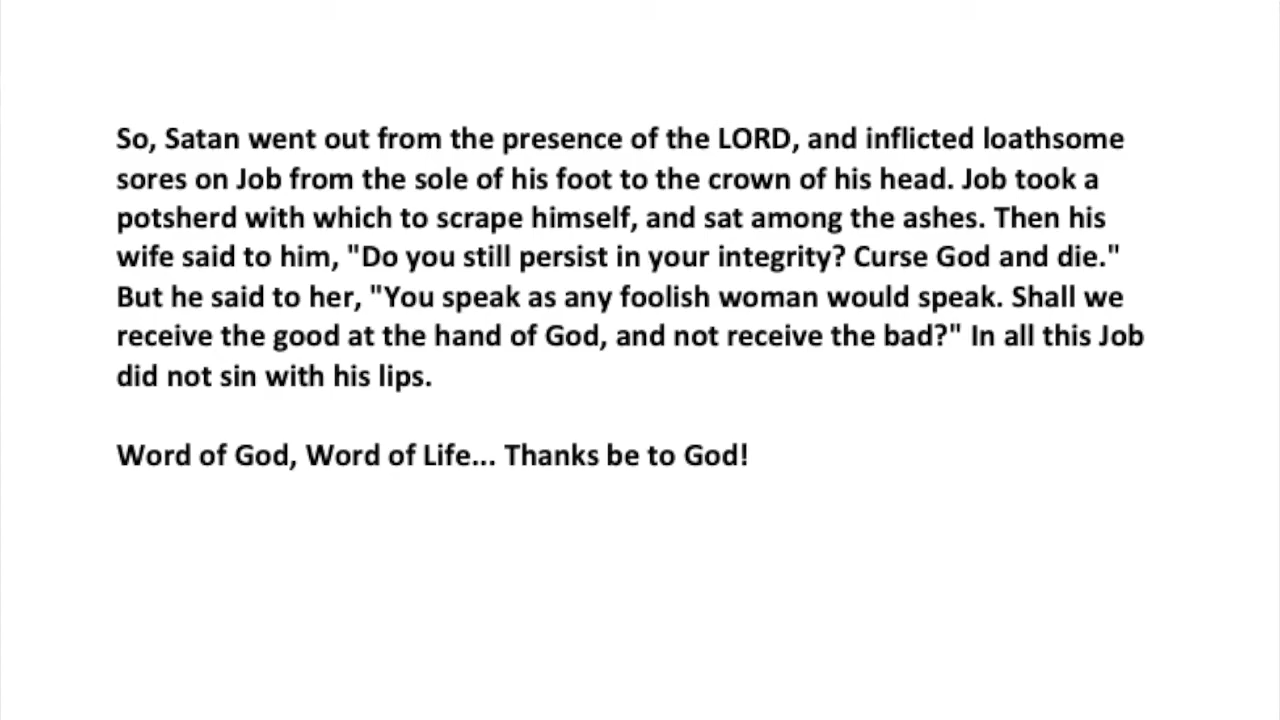 So, Satan went out from the presence of the LORD, and inflicted loathsome
sores on Job from the sole of his foot to the crown of his head. Job took a
potsherd with which to scrape himself, and sat among the ashes. Then his
wife said to him, "Do you still persist in your integrity? Curse God and die."
But he said to her, "You speak as any foolish woman would speak. Shall we
receive the good at the hand of God, and not receive the bad?" In all this Job
did not sin with his lips.
Word of God, Word of Life... Thanks be to God!